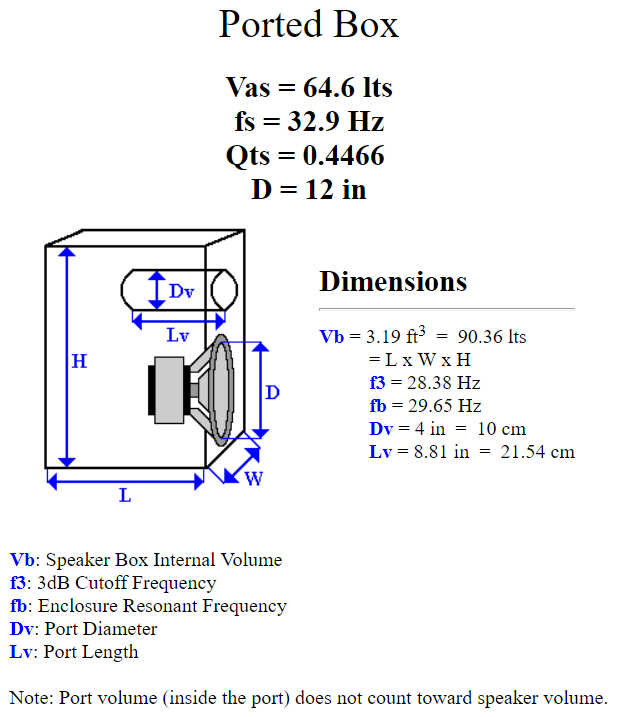 Ported Box
Vas = 64.6 lts
fs = 32.9 Hz
Qts = 0.4466
D = 12 in
Dv
Lv
H
D
W
L
Dimensions
Vb = 3.19 ft³ = 90.36 lts
= L x W x H
f3 = 28.38 Hz
fb = 29.65 Hz
Dv = 4 in = 10 cm
Lv = 8.81 in = 21.54 cm
Vb: Speaker Box Internal Volume
f3: 3dB Cutoff Frequency
fb: Enclosure Resonant Frequency
Dv: Port Diameter
Lv: Port Length
Note: Port volume (inside the port) does not count toward speaker volume.